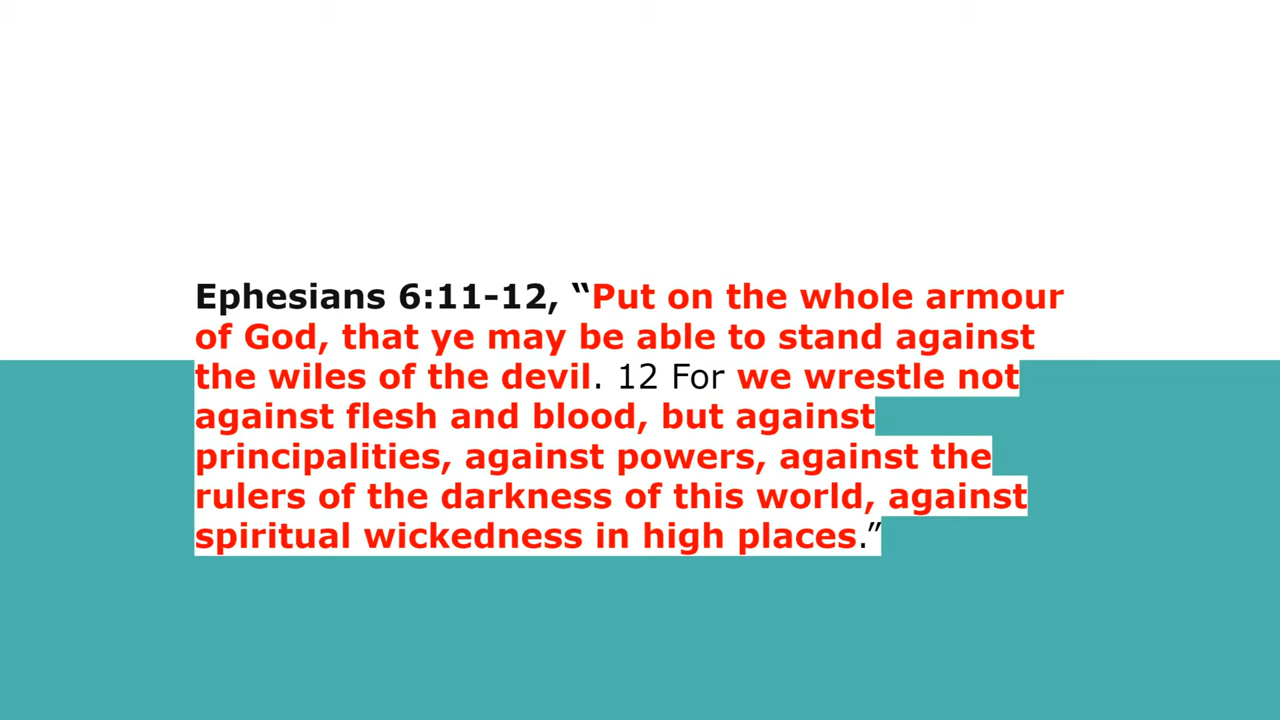 Ephesians 6:11-12, “Put on the whole armour
of God, that ye may be able to stand against
the wiles of the devil. 12 For we wrestle not
against flesh and blood, but against
principalities, against powers, against the
rulers of the darkness of this world, against
spiritual wickedness in high places.”